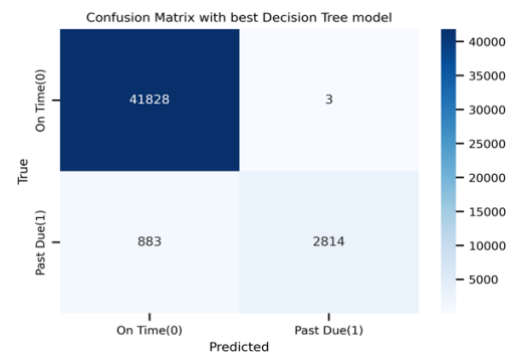 Confusion Matrix with best Decision Tree model
True
On Time(0)
41828
3
Past Due(1)
883
2814
On Time(0)
Past Due(1)
Predicted
40000
35000
30000
25000
20000
15000
10000
5000